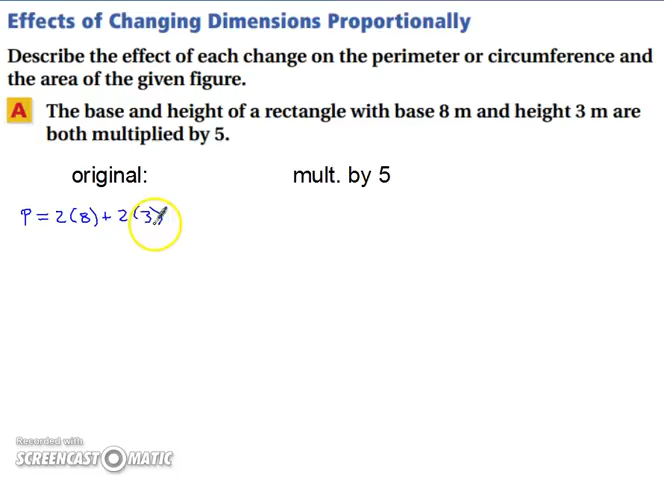 Effects of Changing Dimensions Proportionally
Describe the effect of each change on the perimeter or circumference and
the area of the given figure.
A The base and height of a rectangle with base 8 m and height 3 m are
both multiplied by 5.
original: mult. by 5
P = 2(8) + 2(3)
Recorded with
SCREENCAST-O-MATIC